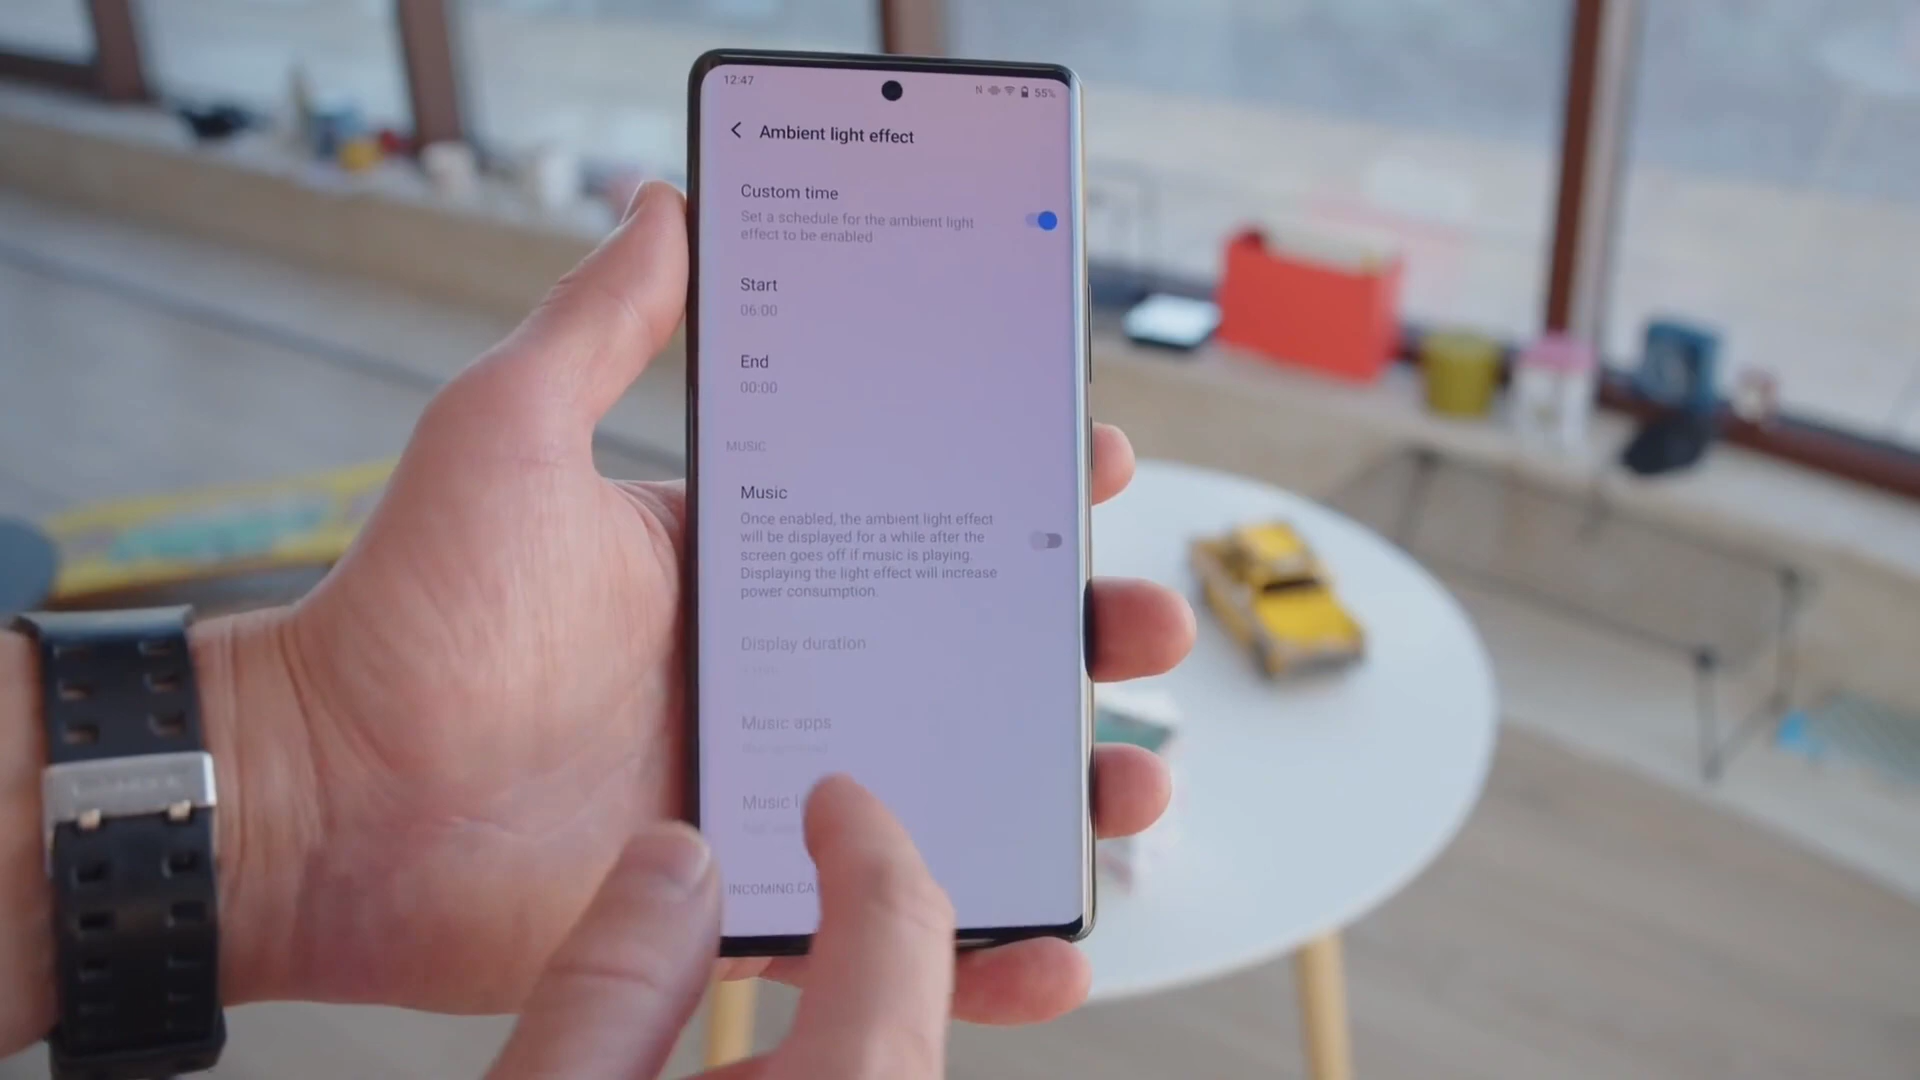 12:47
N 55%
Ambient light effect
Custom time
Set a schedule for the ambient light
effect to be enabled
Start
06:00
End
00:00
MUSIC
Music
Once enabled, the ambient light effect
will be displayed for a while after the
screen goes off if music is playing.
Displaying the light effect will increase
power consumption.
Display duration
Music apps
Music
INCOMING CA